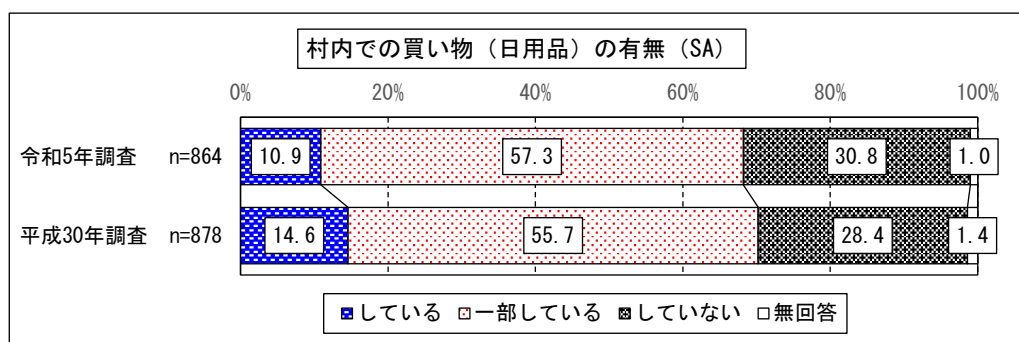 村内での買い物（日用品）の有無（SA）
0% 20% 40% 60% 80% 100%
令和5年調査 n=864 10.9 57.3 30.8 1.0
平成30年調査 n=878 14.6 55.7 28.4 1.4
している 一部している していない 無回答